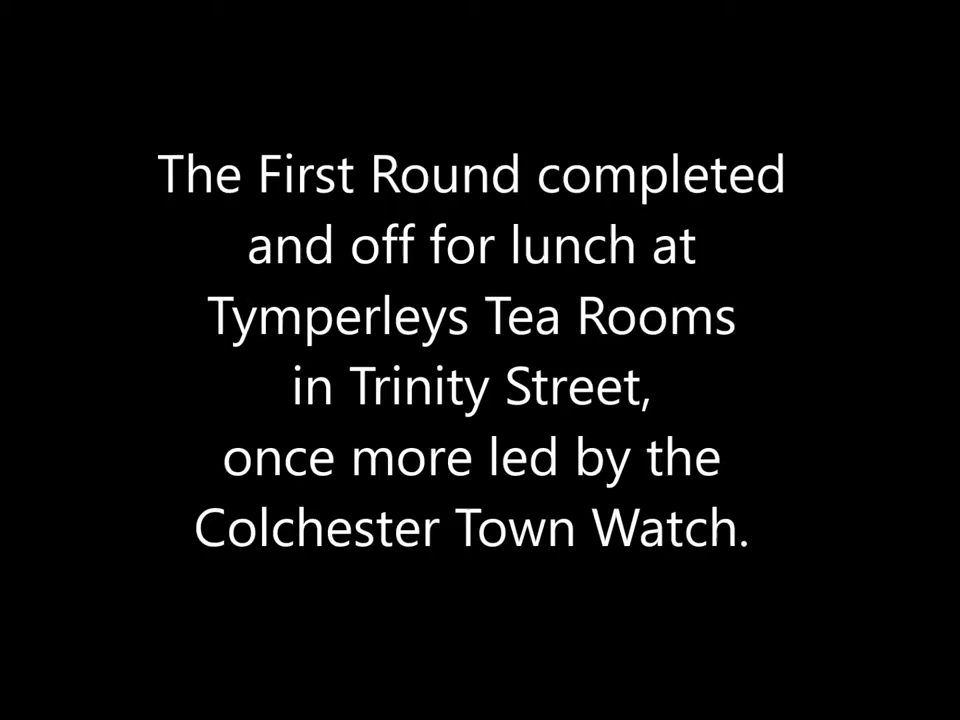 The First Round completed
and off for lunch at
Tymperleys Tea Rooms
in Trinity Street,
once more led by the
Colchester Town Watch.